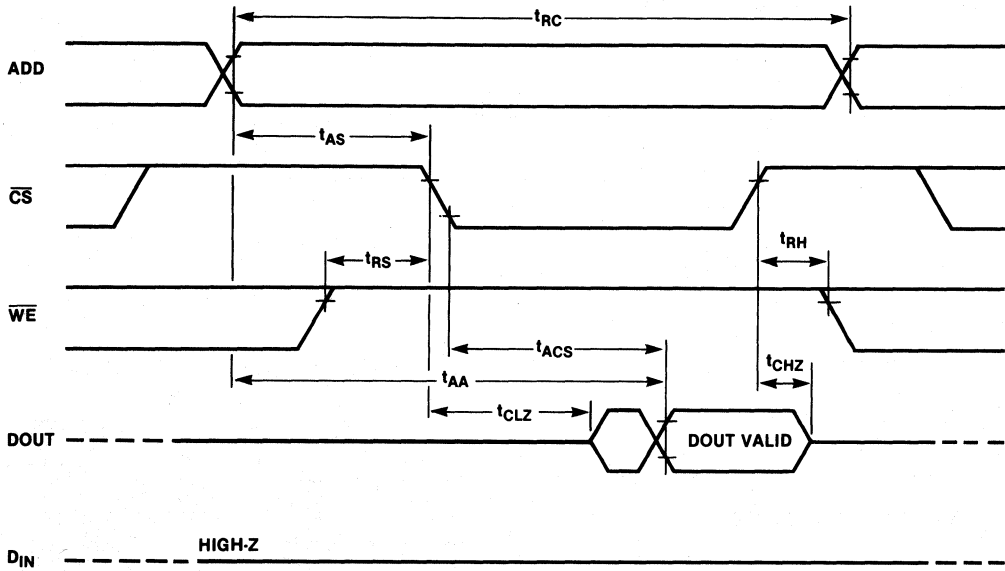 tRC
ADD
tAS
CS
tRS
tRH
WE
tACS
tAA
tCHZ
tCLZ
DOUT
DOUT VALID
HIGH-Z
DIN